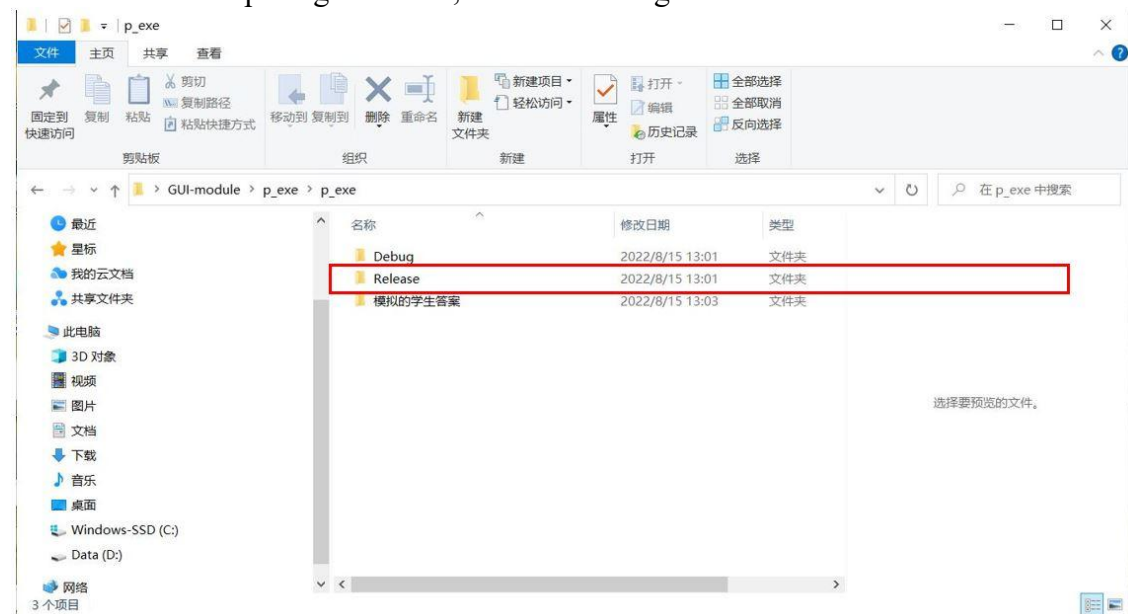 p_exe
文件 主页 共享 查看
固定到
快速访问
复制
粘贴
剪切
复制路径
粘贴快捷方式
剪贴板
移动到 复制到 删除 重命名
组织
新建
文件夹
新建项目
轻松访问
新建
属性
打开
编辑
历史记录
打开
全部选择
全部取消
反向选择
选择
GUI-module > p_exe > p_exe
在 p_exe 中搜索
名称 修改日期 类型
Debug 2022/8/15 13:01 文件夹
Release 2022/8/15 13:01 文件夹
模拟的学生答案 2022/8/15 13:03 文件夹
最近
星标
我的云文档
共享文件夹
此电脑
3D 对象
视频
图片
文档
下载
音乐
桌面
Windows-SSD (C:)
Data (D:)
网络
选择要预览的文件。
3 个项目